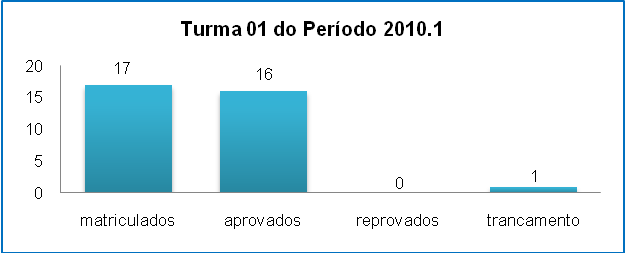 Turma 01 do Período 2010.1
20
15
10
5
0
17
16
0
1
matriculados
aprovados
reprovados
trancamento